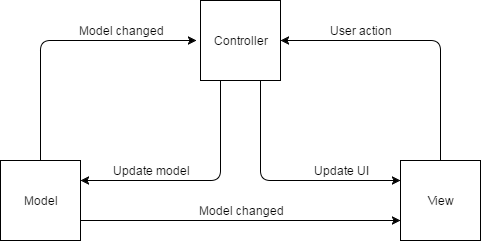 Model changed
Controller
User action
Update model
Update UI
Model
Model changed
View